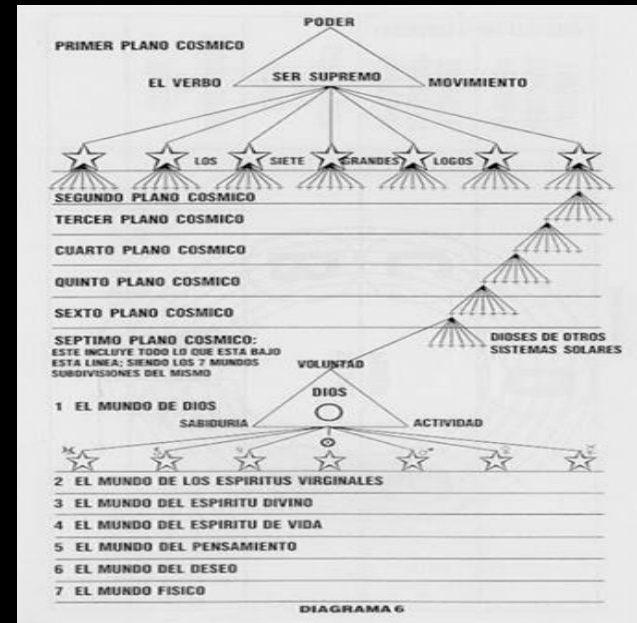 PODER
PRIMER PLANO COSMICO
EL VERBO SER SUPREMO MOVIMIENTO
LOS SIETE GRANDES LOGOS
SEGUNDO PLANO COSMICO
TERCER PLANO COSMICO
CUARTO PLANO COSMICO
QUINTO PLANO COSMICO
SEXTO PLANO COSMICO
SEPTIMO PLANO COSMICO:
ESTE INCLUYE TODO LO QUE ESTA BAJO
ESTA LINEA; SIENDO LOS 7 MUNDOS
SUBDIVISIONES DEL MISMO
DIOSES DE OTROS
SISTEMAS SOLARES
VOLUNTAD
DIOS
1 EL MUNDO DE DIOS
SABIDURIA ACTIVIDAD
2 EL MUNDO DE LOS ESPIRITUS VIRGINALES
3 EL MUNDO DEL ESPIRITU DIVINO
4 EL MUNDO DEL ESPIRITU DE VIDA
5 EL MUNDO DEL PENSAMIENTO
6 EL MUNDO DEL DESEO
7 EL MUNDO FISICO
DIAGRAMA 6